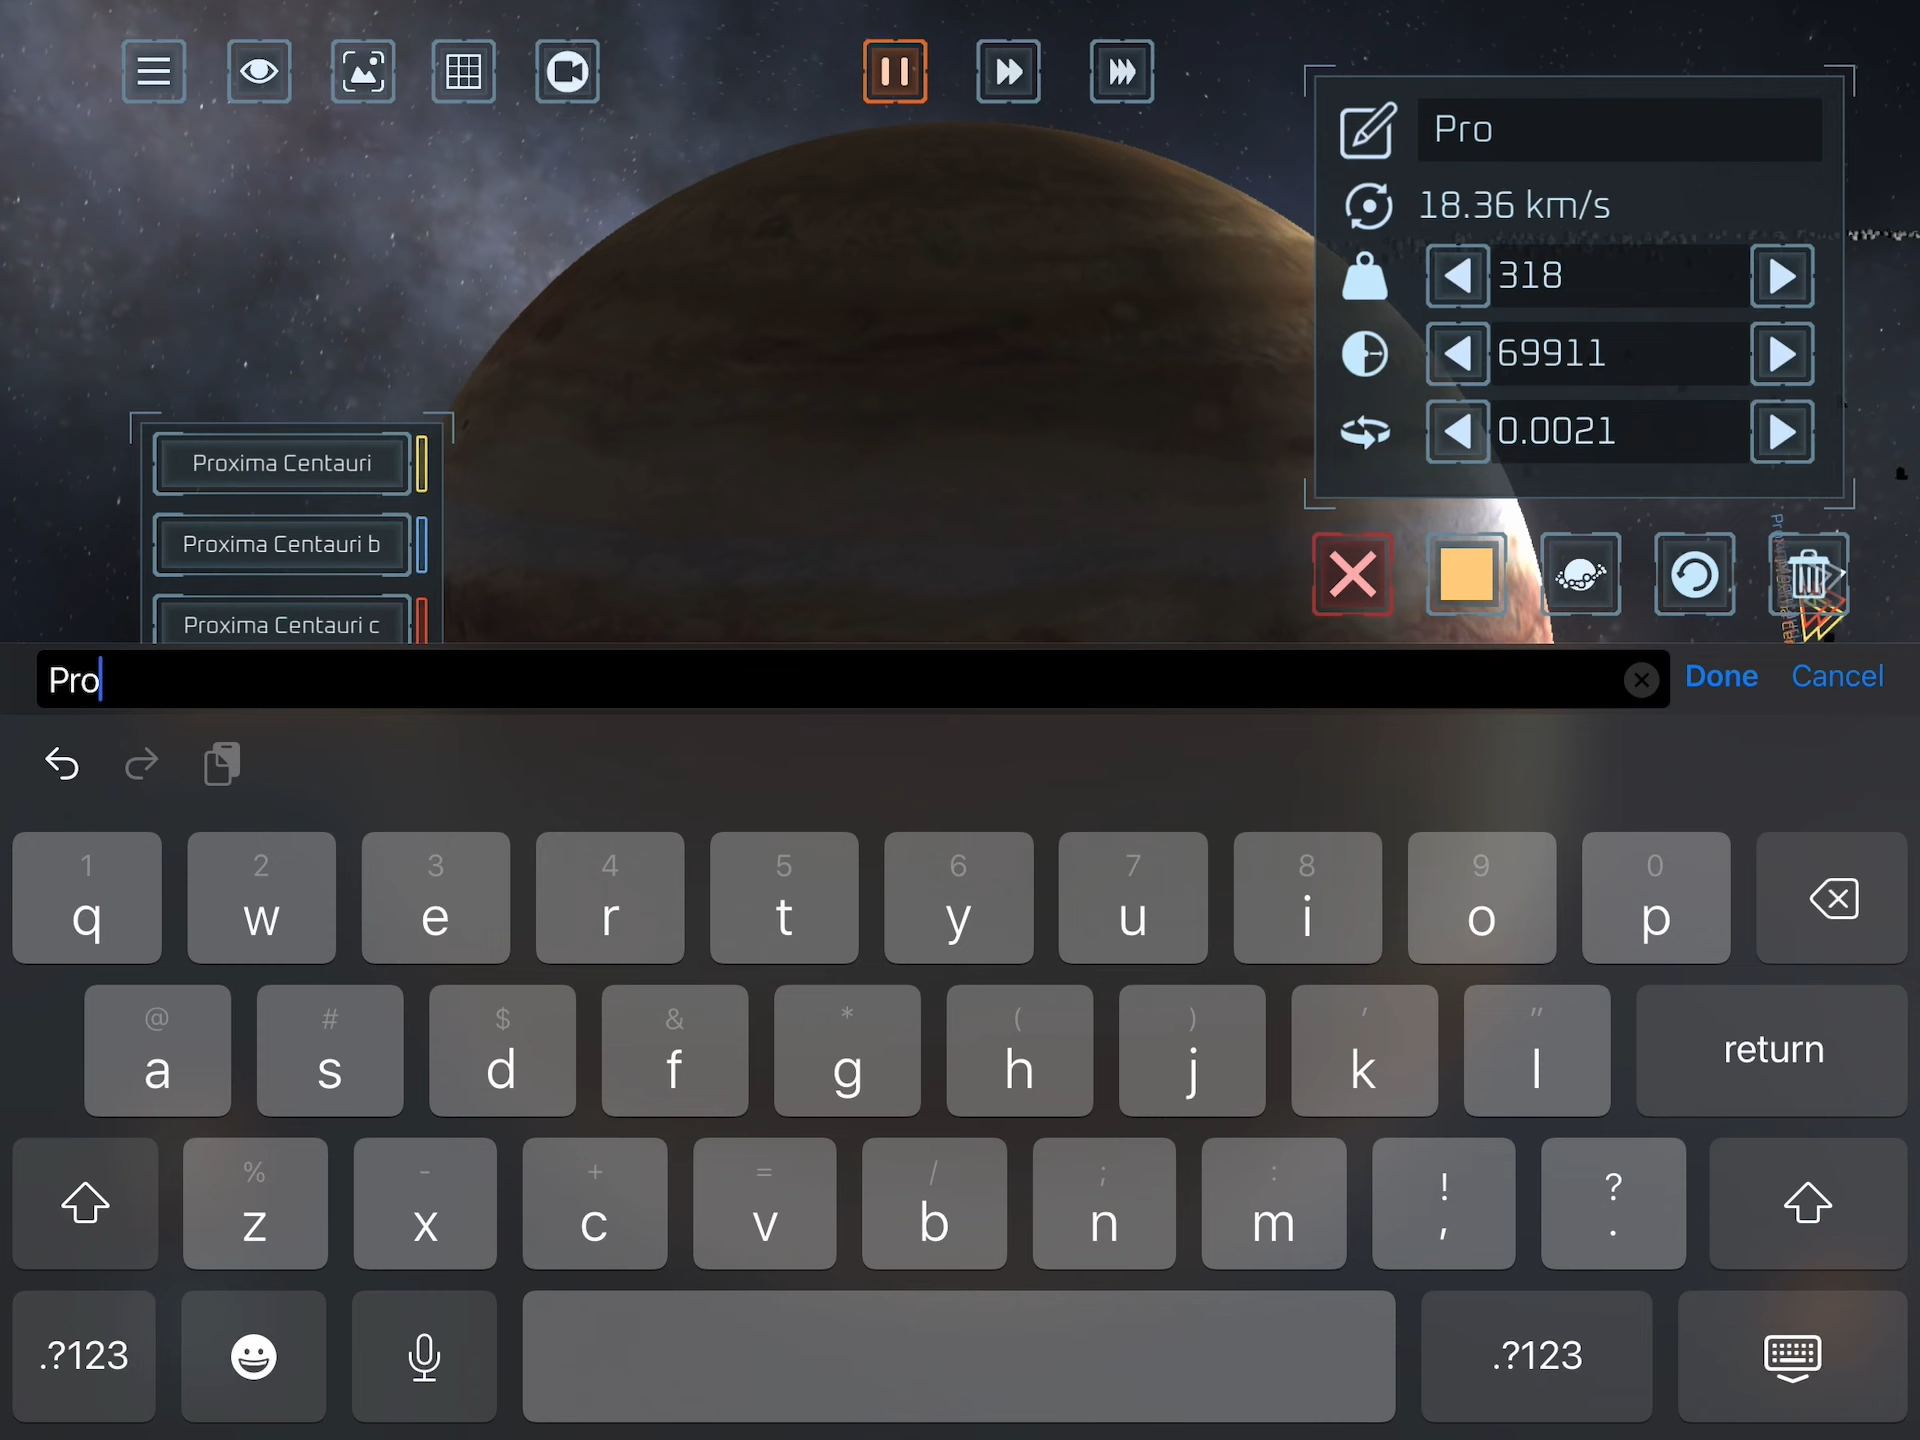 Pro
18.36 km/s
318
69911
0.0021
Proxima Centauri
Proxima Centauri b
Proxima Centauri c
Pro
Done
Cancel
1 2 3 4 5 6 7 8 9 0
q w e r t y u i o p
@ # $ & * ( ) ' "
a s d f g h j k l return
% - + = / ; : ! ?
z x c v b n m , .
.?123 .?123